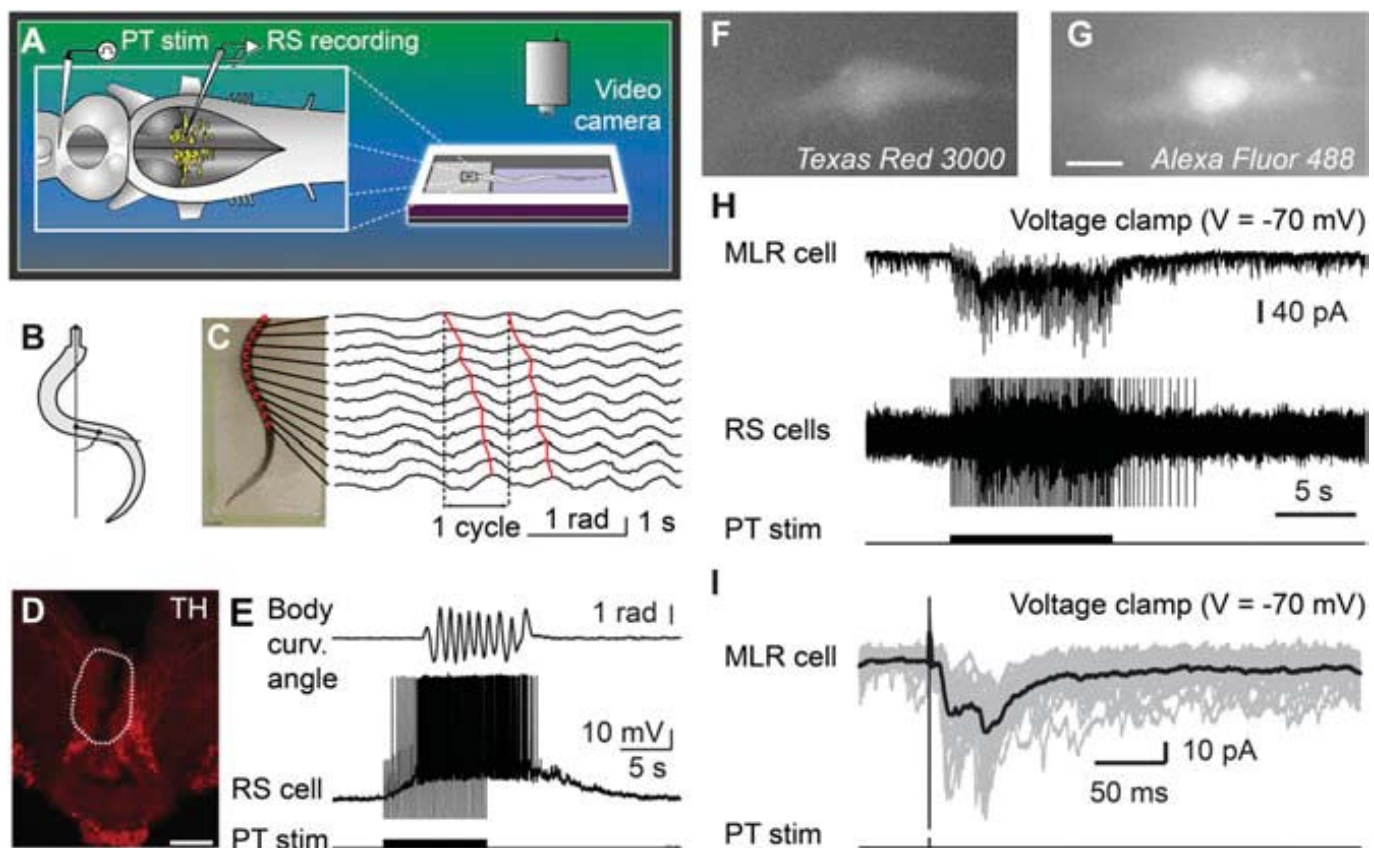 A
PT stim
RS recording
Video
camera
B
C
1 cycle
1 rad
1 s
D
TH
E
Body
curv.
angle
1 rad
10 mV
5 s
RS cell
PT stim
F
Texas Red 3000
G
Alexa Fluor 488
H
Voltage clamp (V = -70 mV)
MLR cell
40 pA
RS cells
5 s
PT stim
I
Voltage clamp (V = -70 mV)
MLR cell
10 pA
50 ms
PT stim